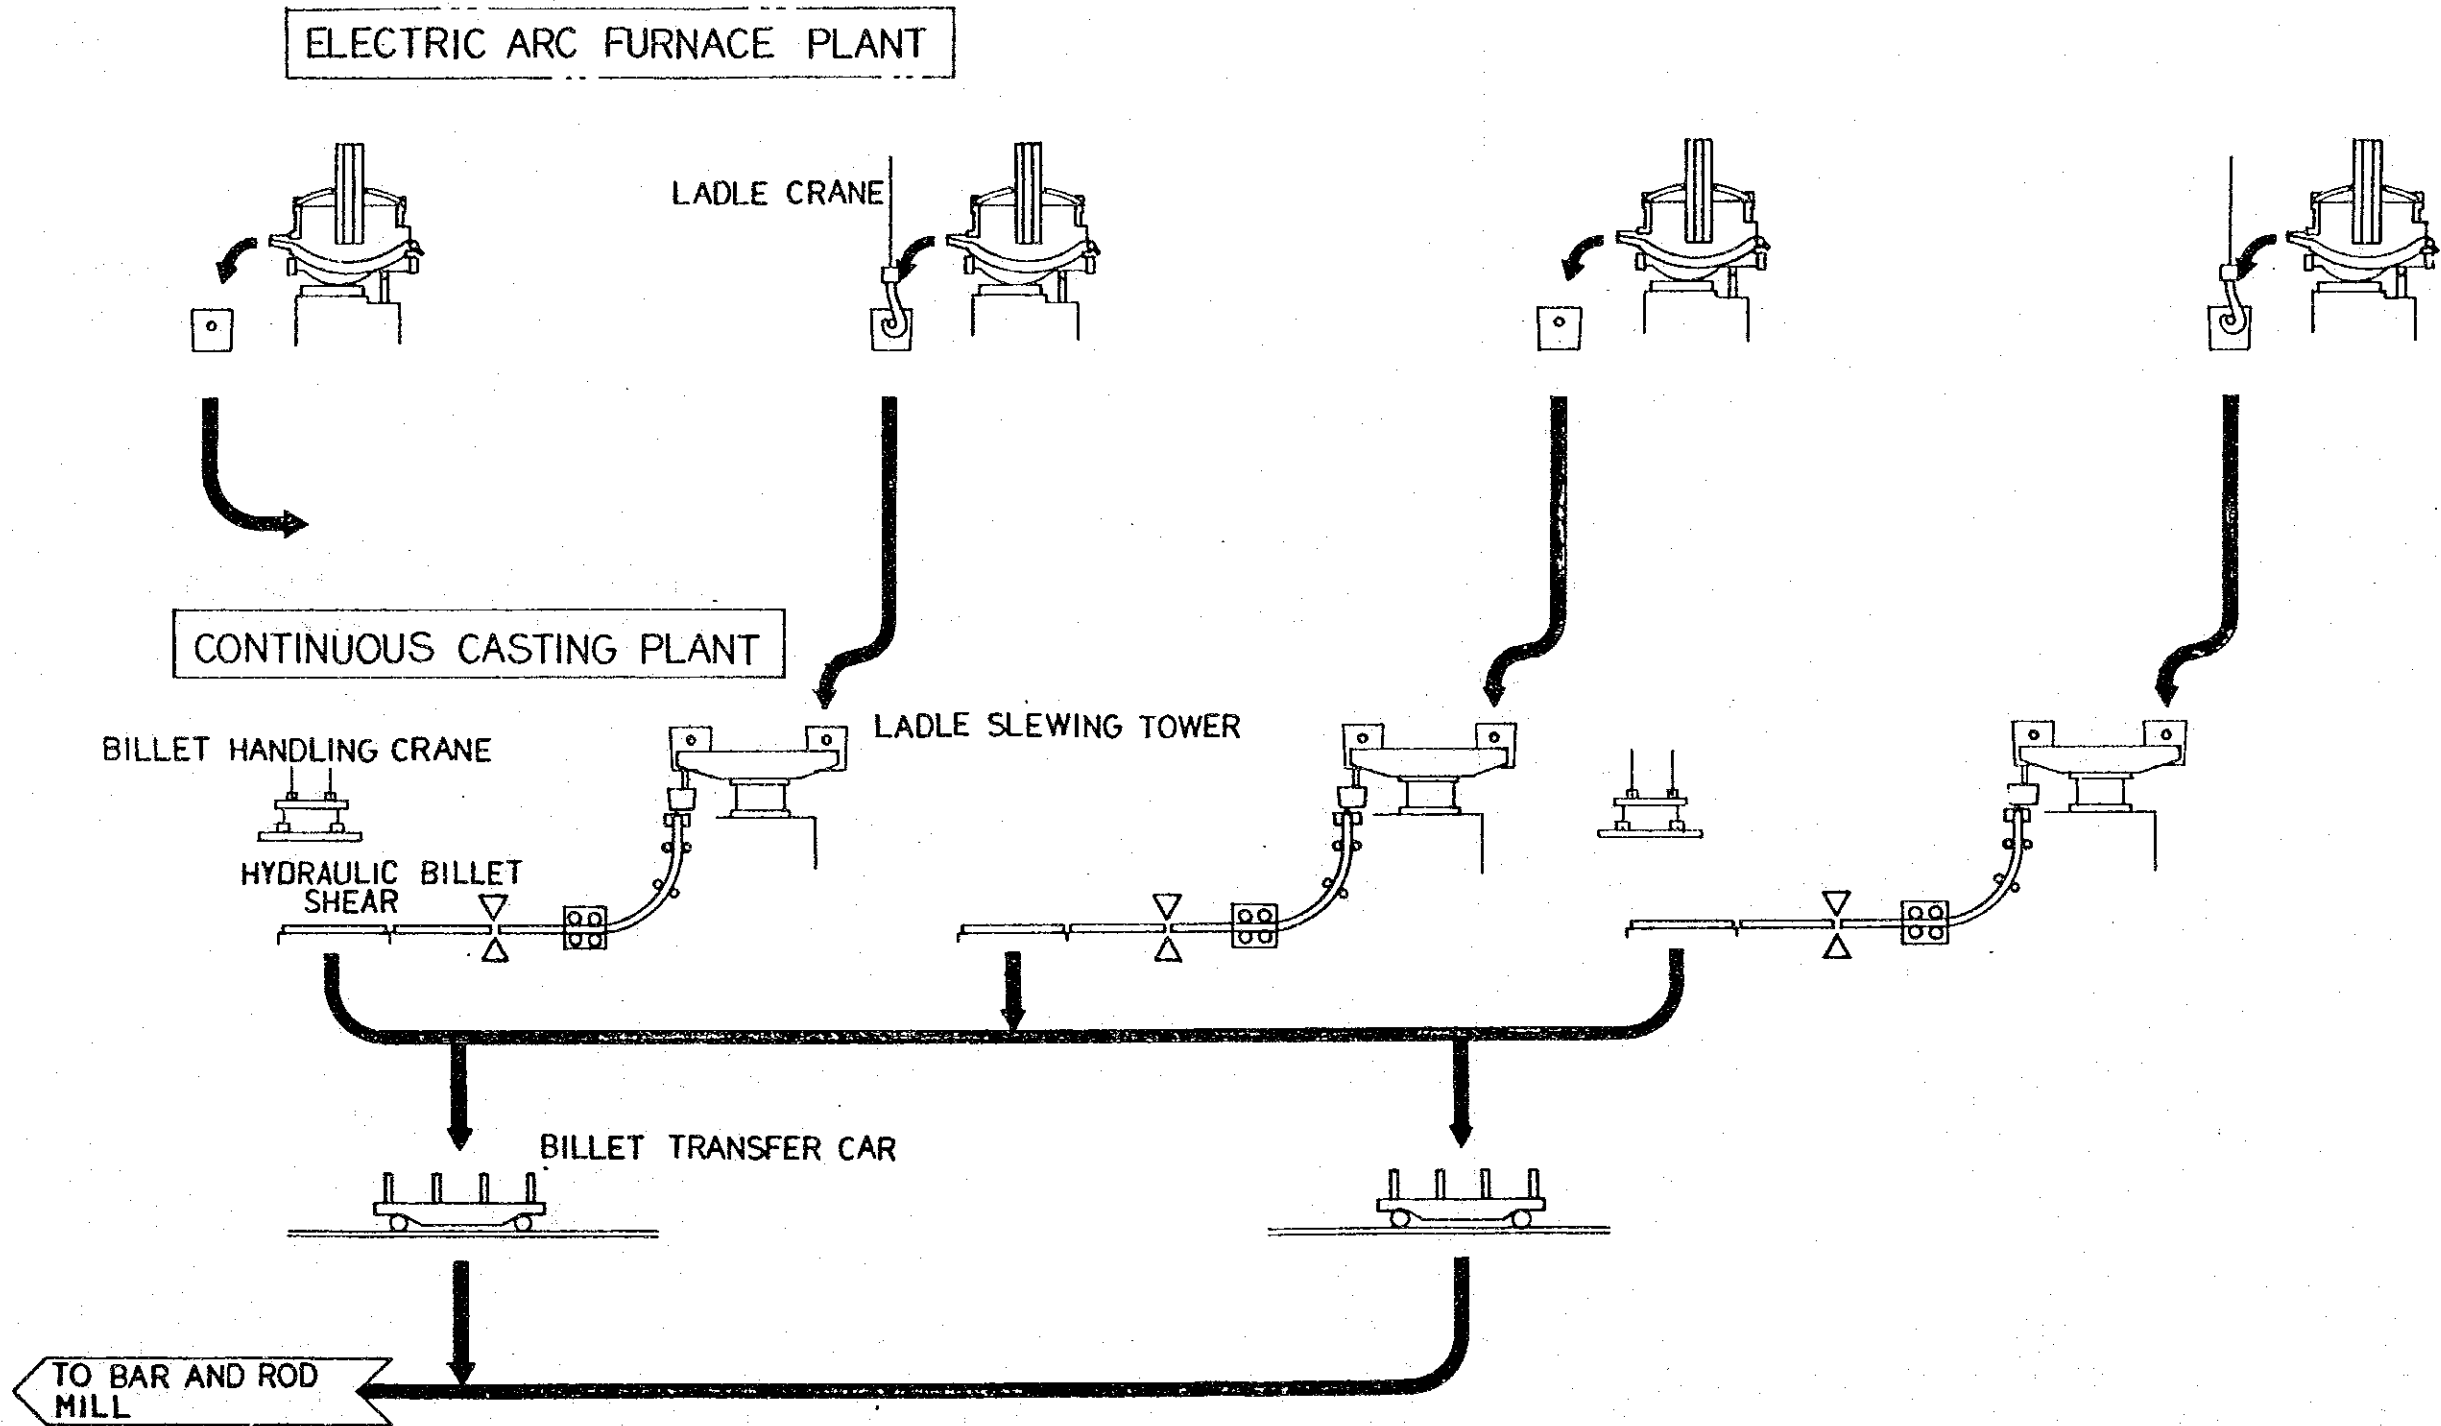 ELECTRIC ARC FURNACE PLANT
LADLE CRANE
CONTINUOUS CASTING PLANT
LADLE SLEWING TOWER
BILLET HANDLING CRANE
HYDRAULIC BILLET
SHEAR
BILLET TRANSFER CAR
TO BAR AND ROD
MILL